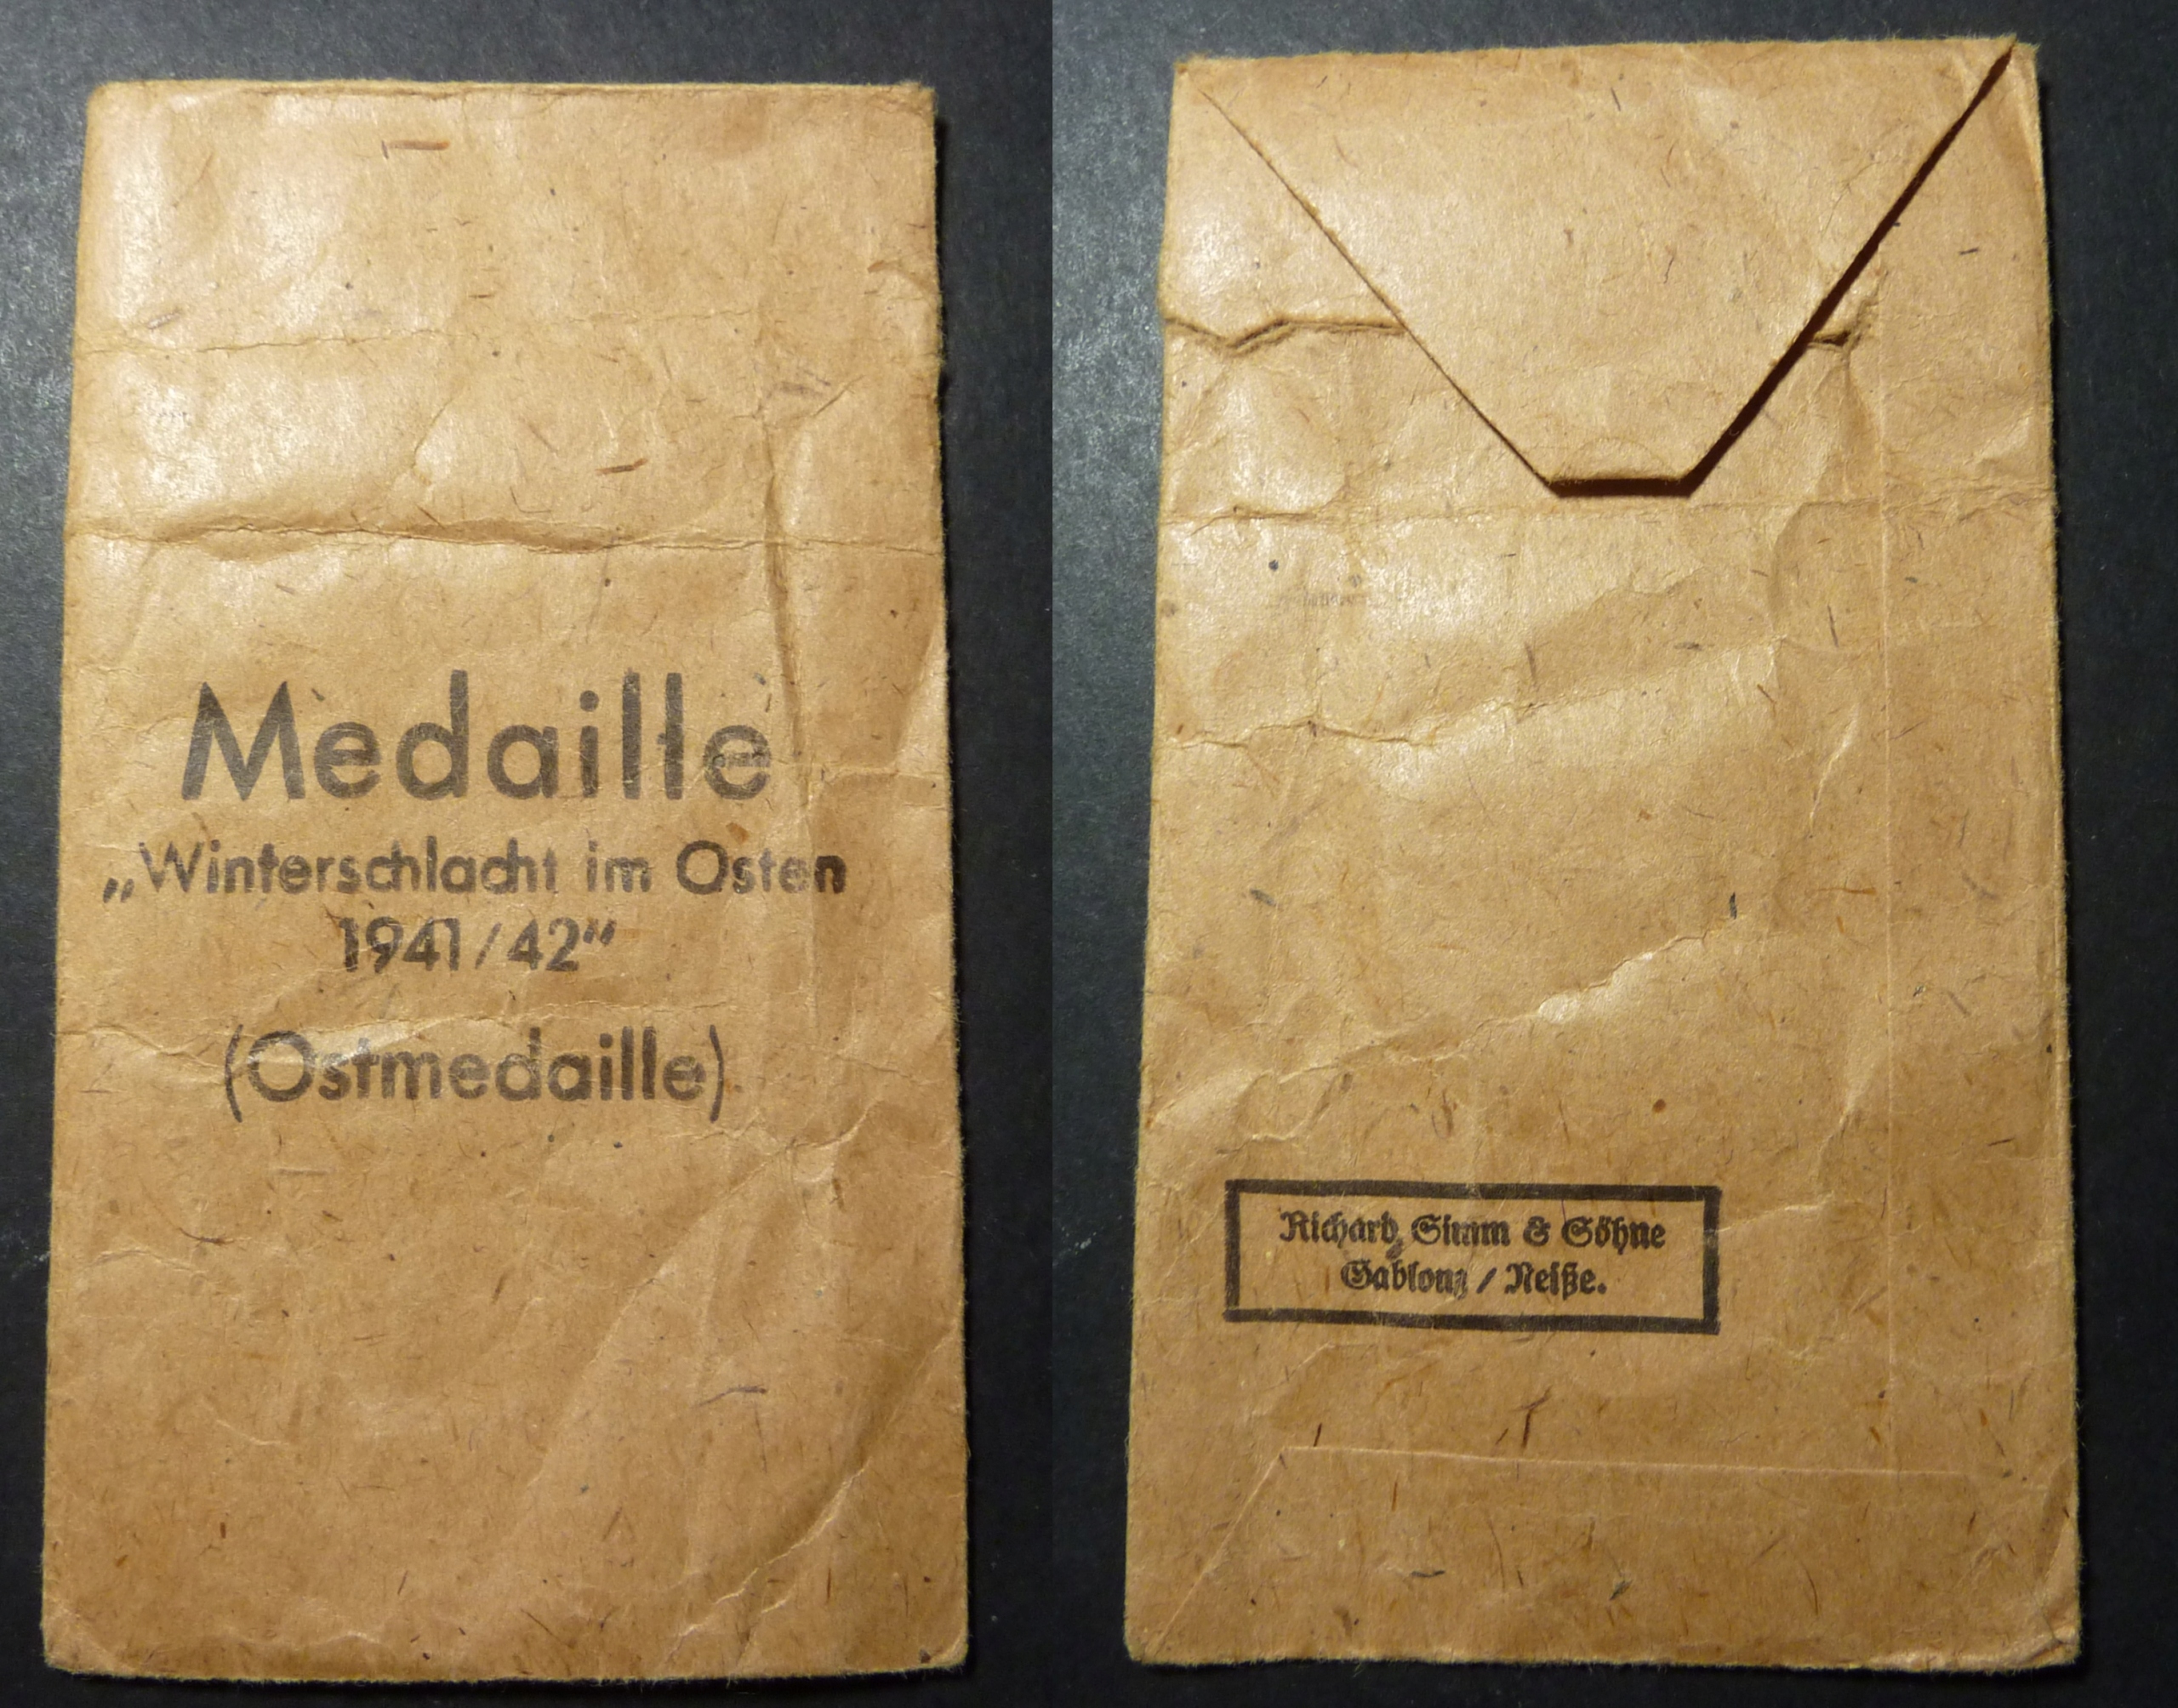 Medaille
„Winterschlacht im Osten
1941/42“
(Ostmedaille)
Richard Simm & Söhne
Gablonz / Neiße.